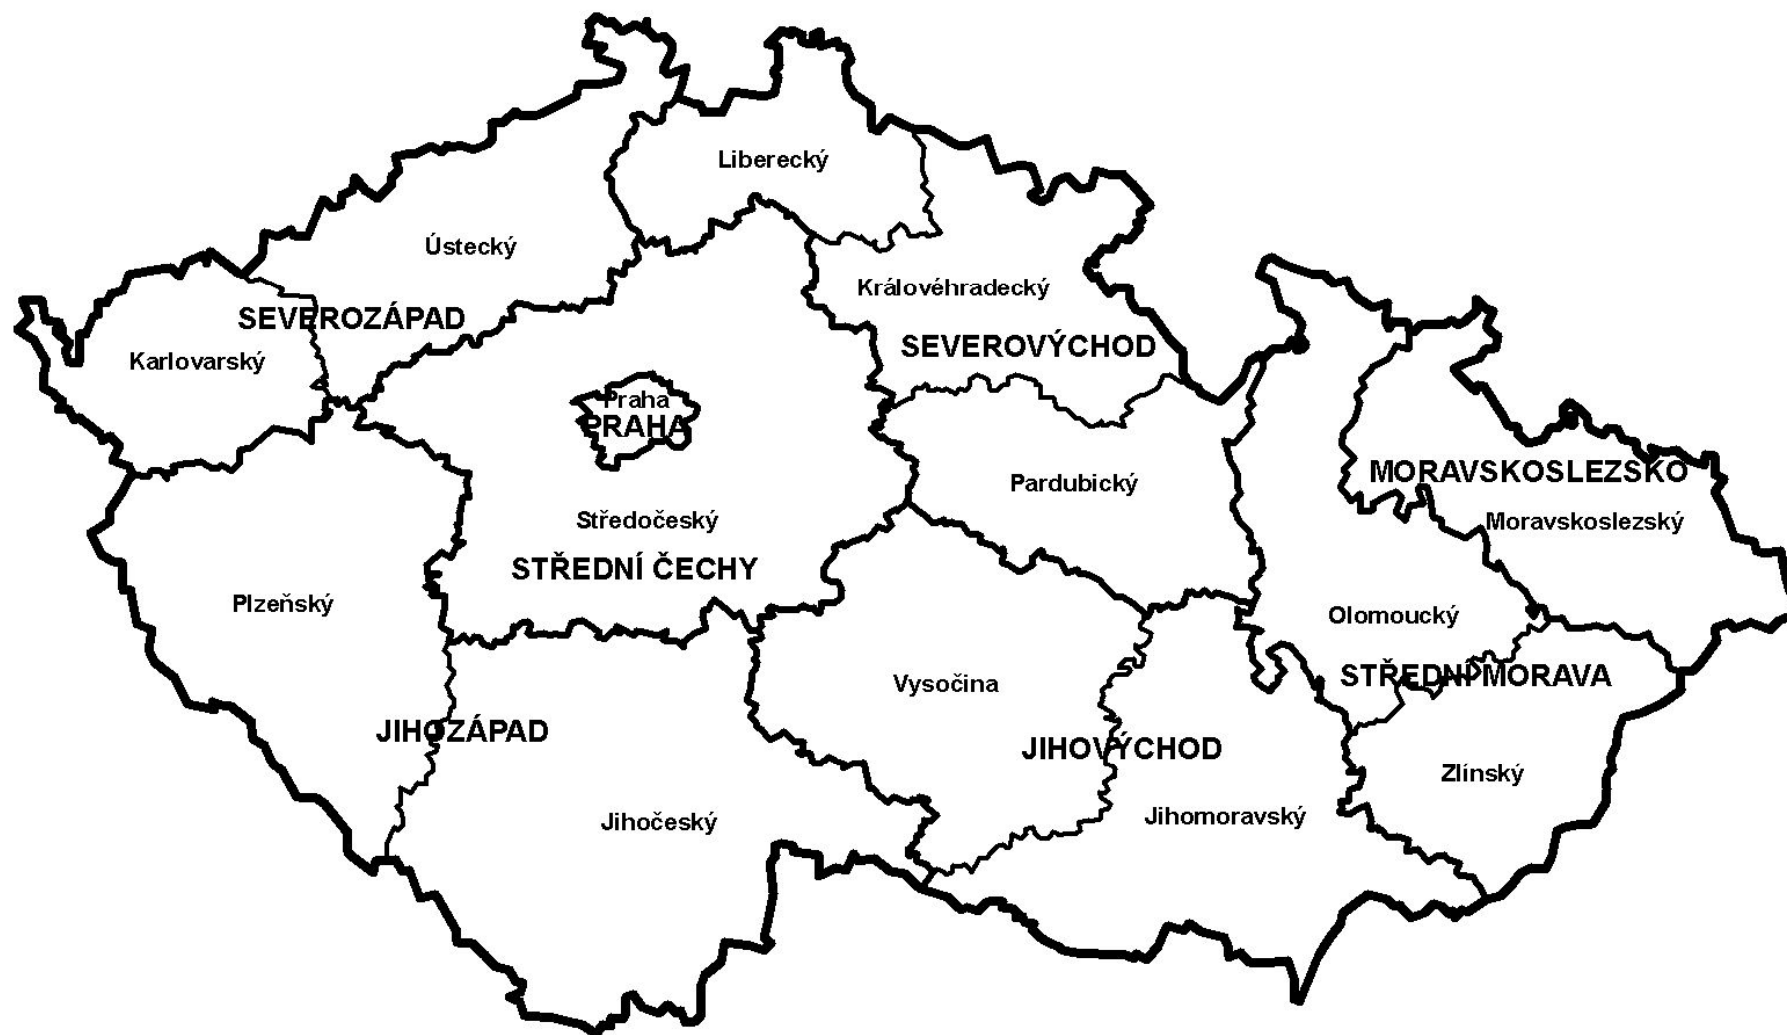 Liberecký
Ústecký
Královéhradecký
SEVEROZÁPAD
SEVEROVÝCHOD
Karlovarský
Praha
PRAHA
MORAVSKOSLEZSKO
Pardubický
Středočeský
Moravskoslezský
STŘEDNÍ ČECHY
Plzeňský
Olomoucký
STŘEDNÍ MORAVA
Vysočina
JIHOZÁPAD
JIHOVÝCHOD
Zlínský
Jihočeský
Jihomoravský